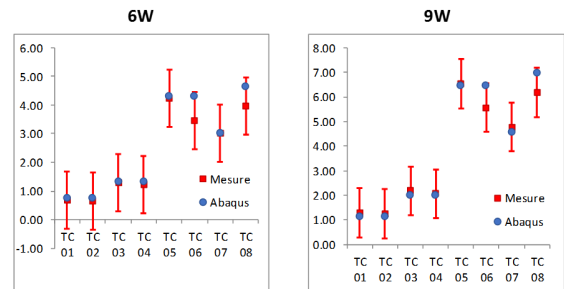 6W
6.00
5.00
4.00
3.00
2.00
1.00
0.00
-1.00
TC TC TC TC TC TC TC TC
01 02 03 04 05 06 07 08
Mesure
Abaqus
9W
8.00
7.00
6.00
5.00
4.00
3.00
2.00
1.00
0.00
TC TC TC TC TC TC TC TC
01 02 03 04 05 06 07 08
Mesure
Abaqus